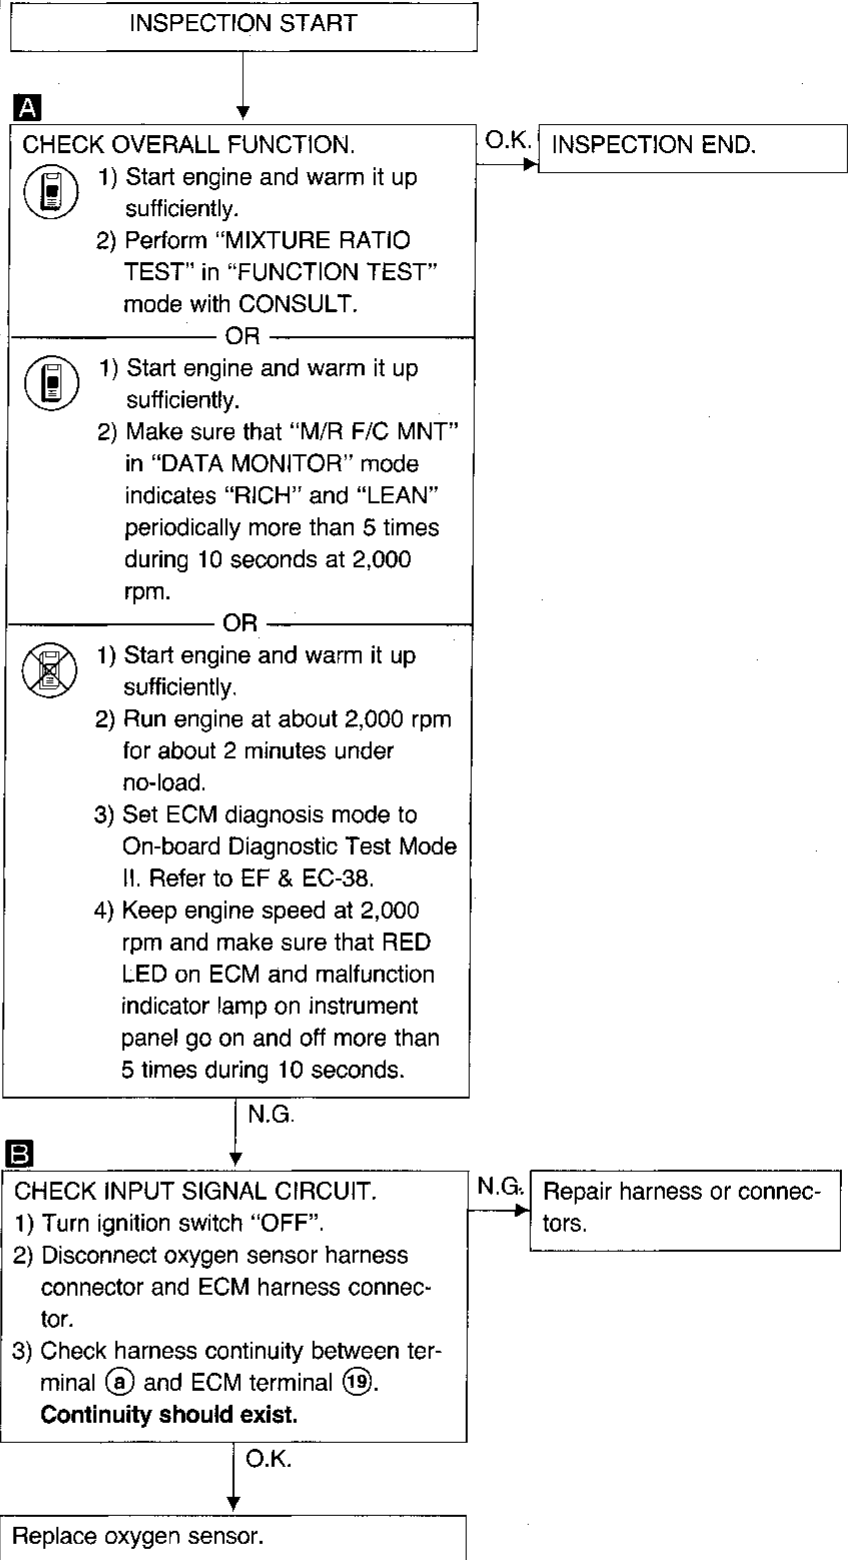 INSPECTION START
A
CHECK OVERALL FUNCTION.
O.K.
INSPECTION END.
1) Start engine and warm it up
sufficiently.
2) Perform “MIXTURE RATIO
TEST” in “FUNCTION TEST”
mode with CONSULT.
OR
1) Start engine and warm it up
sufficiently.
2) Make sure that “M/R F/C MNT”
in “DATA MONITOR” mode
indicates “RICH” and “LEAN”
periodically more than 5 times
during 10 seconds at 2,000
rpm.
OR
1) Start engine and warm it up
sufficiently.
2) Run engine at about 2,000 rpm
for about 2 minutes under
no-load.
3) Set ECM diagnosis mode to
On-board Diagnostic Test Mode
II. Refer to EF & EC-38.
4) Keep engine speed at 2,000
rpm and make sure that RED
LED on ECM and malfunction
indicator lamp on instrument
panel go on and off more than
5 times during 10 seconds.
N.G.
B
CHECK INPUT SIGNAL CIRCUIT.
1) Turn ignition switch “OFF”.
2) Disconnect oxygen sensor harness
connector and ECM harness connec-
tor.
3) Check harness continuity between ter-
minal ⓐ and ECM terminal ⑲.
Continuity should exist.
N.G.
Repair harness or connec-
tors.
O.K.
Replace oxygen sensor.